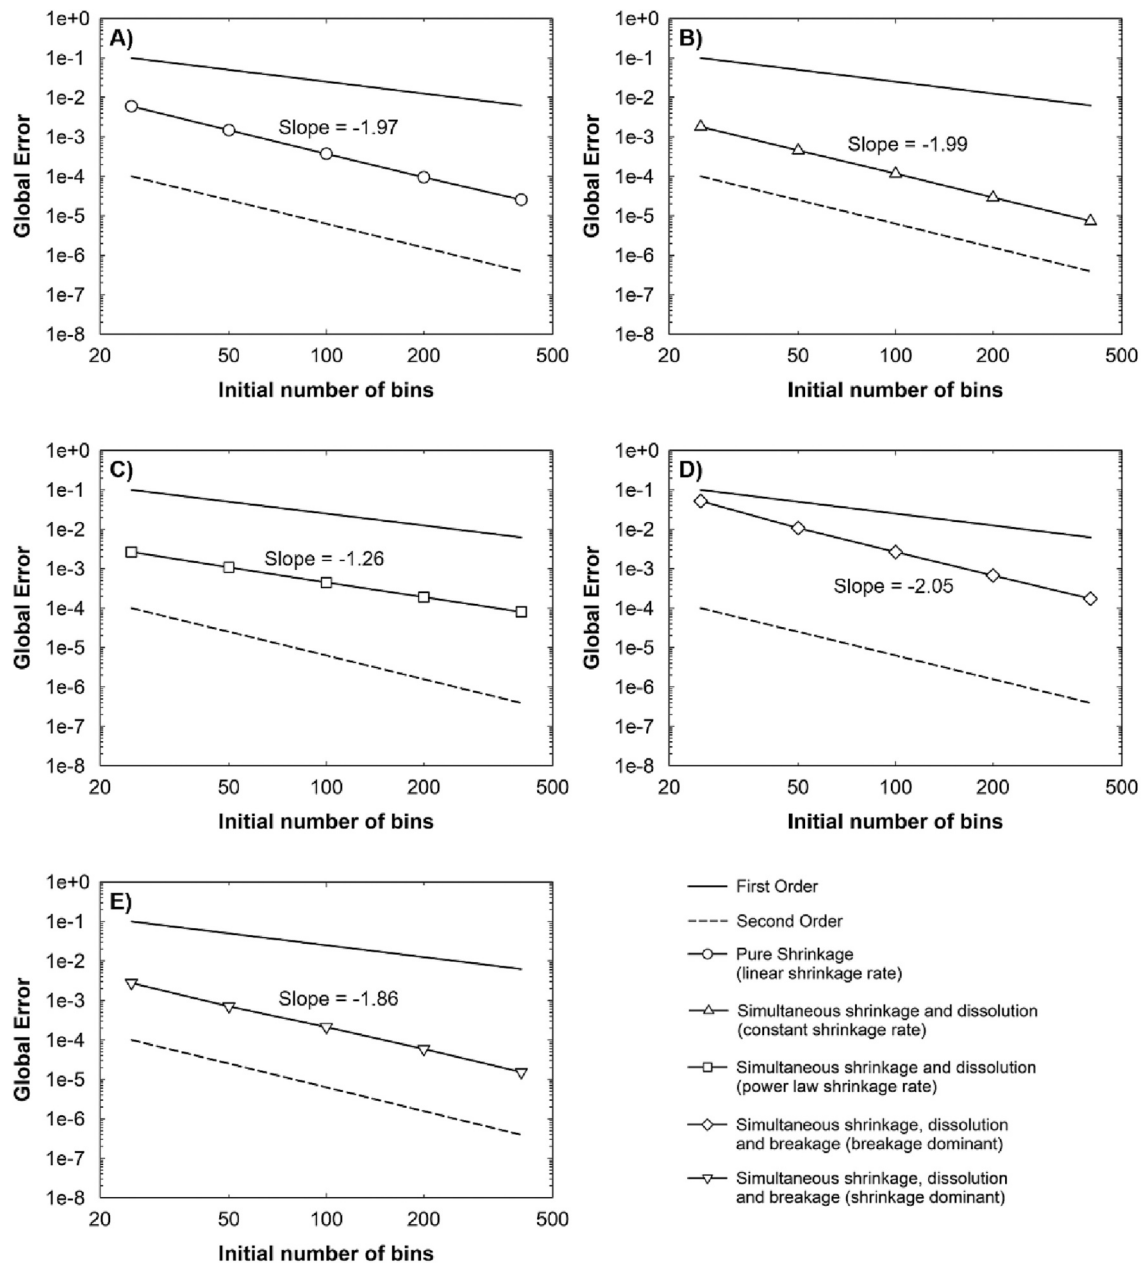 A)
1e+0
1e-1
1e-2
1e-3
1e-4
1e-5
1e-6
1e-7
1e-8
Global Error
Slope = -1.97
20 50 100 200 500
Initial number of bins
B)
1e+0
1e-1
1e-2
1e-3
1e-4
1e-5
1e-6
1e-7
1e-8
Global Error
Slope = -1.99
20 50 100 200 500
Initial number of bins
C)
1e+0
1e-1
1e-2
1e-3
1e-4
1e-5
1e-6
1e-7
1e-8
Global Error
Slope = -1.26
20 50 100 200 500
Initial number of bins
D)
1e+0
1e-1
1e-2
1e-3
1e-4
1e-5
1e-6
1e-7
1e-8
Global Error
Slope = -2.05
20 50 100 200 500
Initial number of bins
E)
1e+0
1e-1
1e-2
1e-3
1e-4
1e-5
1e-6
1e-7
1e-8
Global Error
Slope = -1.86
20 50 100 200 500
Initial number of bins
First Order
Second Order
Pure Shrinkage
(linear shrinkage rate)
Simultaneous shrinkage and dissolution
(constant shrinkage rate)
Simultaneous shrinkage and dissolution
(power law shrinkage rate)
Simultaneous shrinkage, dissolution
and breakage (breakage dominant)
Simultaneous shrinkage, dissolution
and breakage (shrinkage dominant)